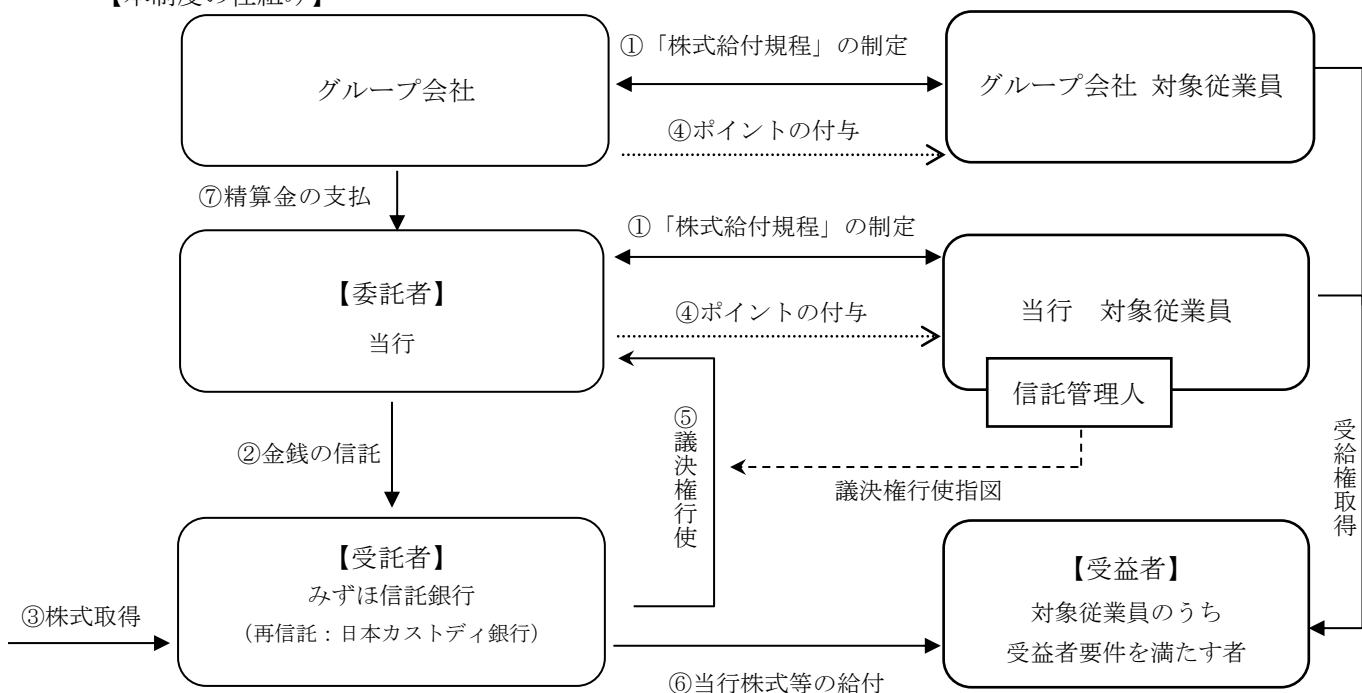 【本制度の仕組み】
①「株式給付規程」の制定
グループ会社
グループ会社 対象従業員
④ポイントの付与
⑦精算金の支払
①「株式給付規程」の制定
【委託者】
当行
④ポイントの付与
当行 対象従業員
信託管理人
②金銭の信託
⑤議決権行使
議決権行使指図
受給権取得
【受託者】
みずほ信託銀行
(再信託：日本カストディ銀行)
【受益者】
対象従業員のうち
受益者要件を満たす者
③株式取得
⑥当行株式等の給付